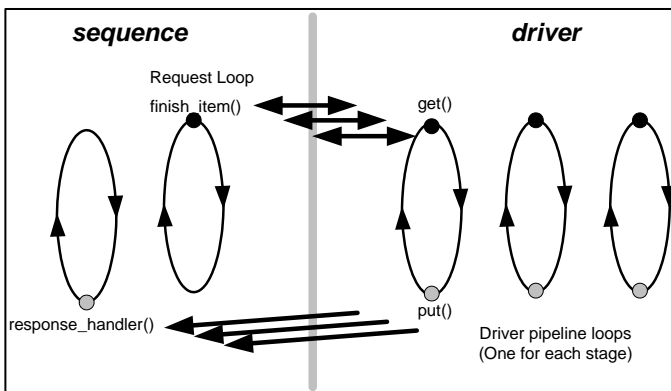 sequence
driver
Request Loop
finish_item()
get()
response_handler()
put()
Driver pipeline loops
(One for each stage)